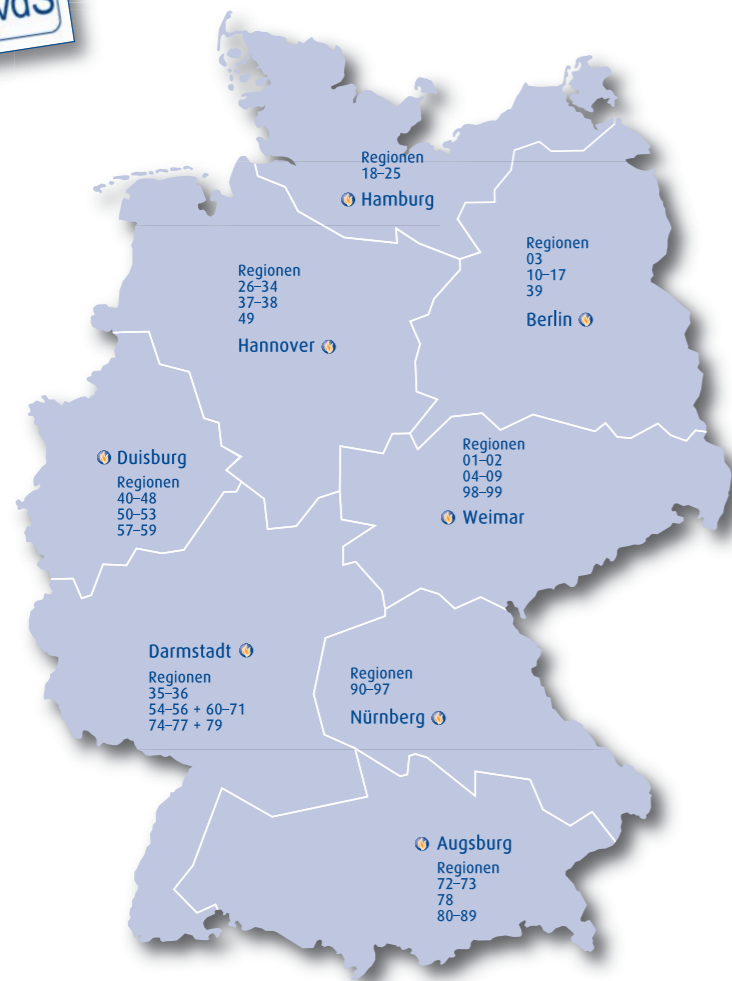 VdS
Regionen
18–25
Hamburg
Regionen
03
10–17
39
Berlin
Regionen
26–34
37–38
49
Hannover
Duisburg
Regionen
40–48
50–53
57–59
Regionen
01–02
04–09
98–99
Weimar
Darmstadt
Regionen
35–36
54–56 + 60–71
74–77 + 79
Regionen
90–97
Nürnberg
Augsburg
Regionen
72–73
78
80–89